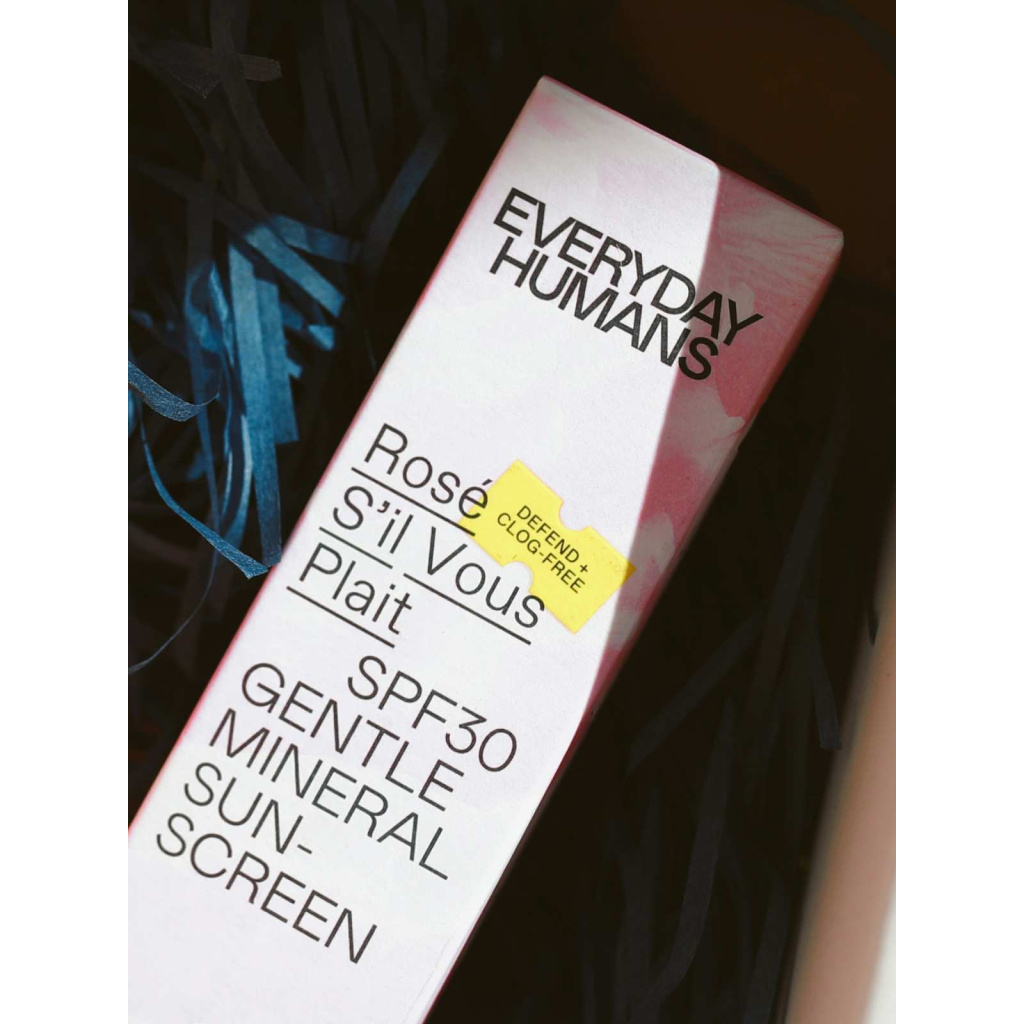 EVERYDAY
HUMANS
Rosé
S'il Vous
Plait
DEFEND +
CLOG-FREE
SPF30
GENTLE
MINERAL
SUN-
SCREEN